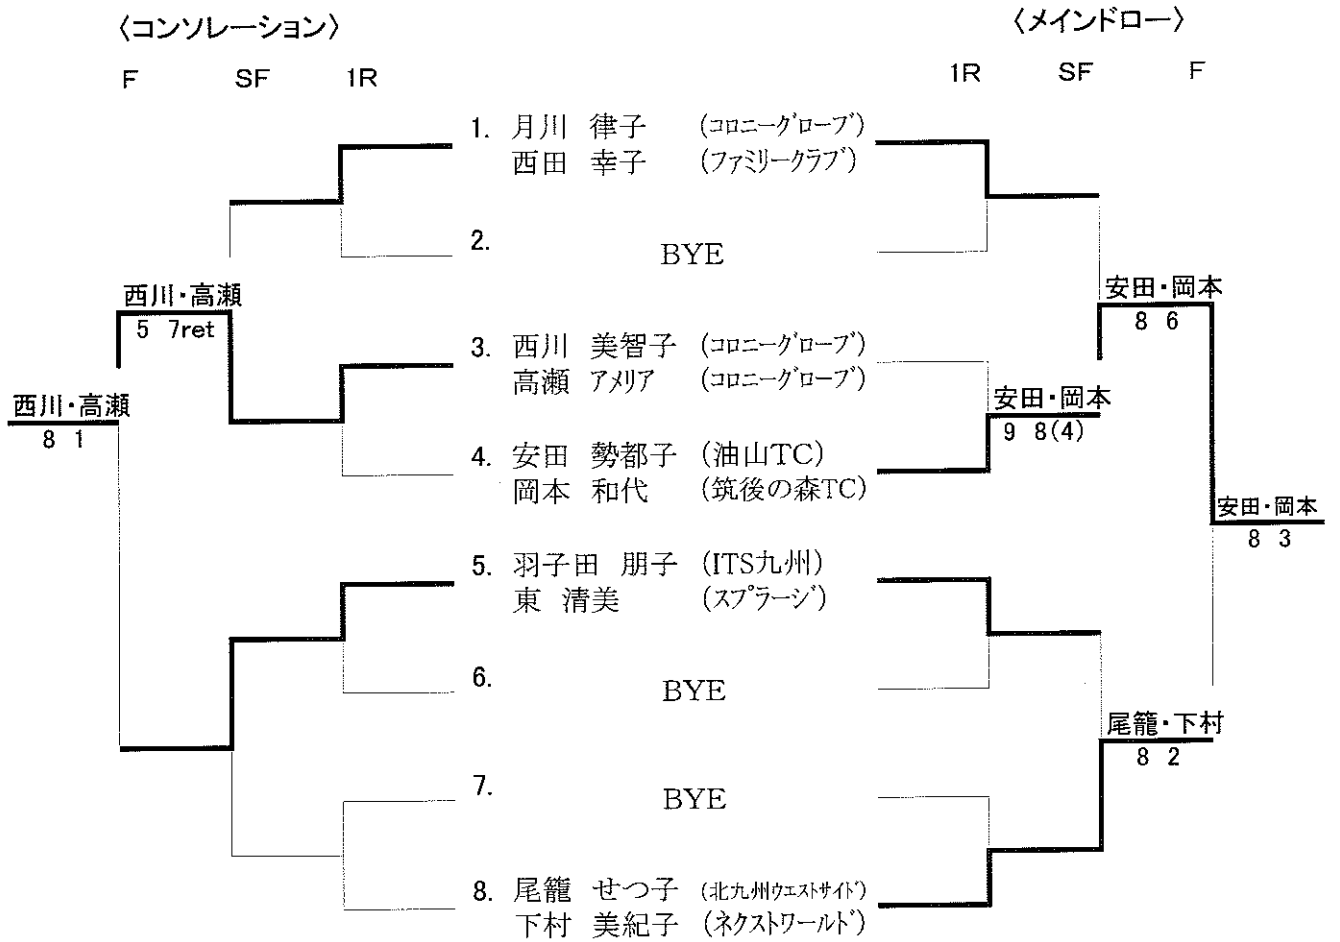 〈コンソレーション〉 〈メインドロー〉
F SF 1R 1R SF F
1. 月川 律子 (コロニーグローブ)
西田 幸子 (ファミリークラブ)
2. BYE
西川・高瀬
5 7ret
安田・岡本
8 6
3. 西川 美智子 (コロニーグローブ)
高瀬 アメリア (コロニーグローブ)
西川・高瀬
8 1
安田・岡本
9 8(4)
4. 安田 勢都子 (油山TC)
岡本 和代 (筑後の森TC)
安田・岡本
8 3
5. 羽子田 朋子 (ITS九州)
東 清美 (スプラージ)
6. BYE
尾籠・下村
8 2
7. BYE
8. 尾籠 せつ子 (北九州ウエストサイド)
下村 美紀子 (ネクストワールド)